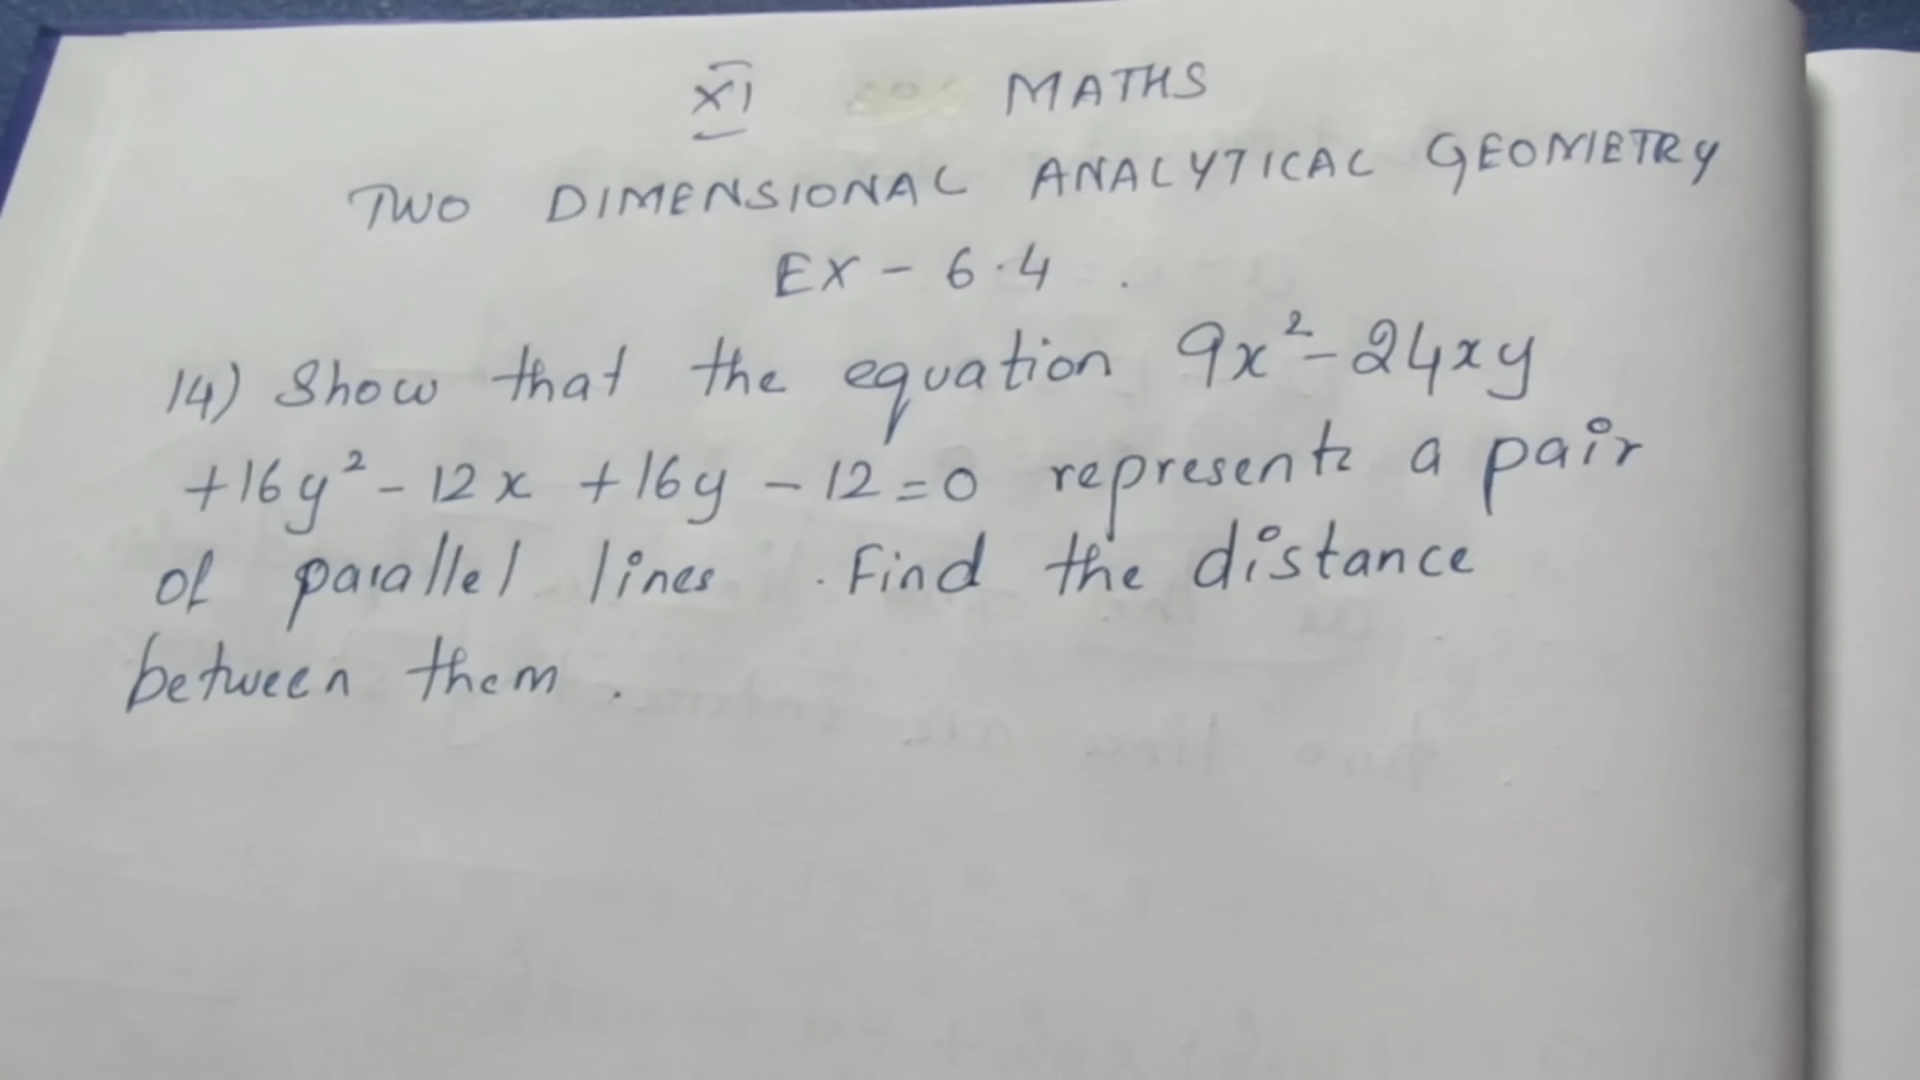 XI MATHS
TWO DIMENSIONAL ANALYTICAL GEOMETRY
EX - 6.4.
14) Show that the equation 9x² - 24xy
+16y² - 12x + 16y - 12 = 0 represents a pair
of parallel lines. Find the distance
between them.